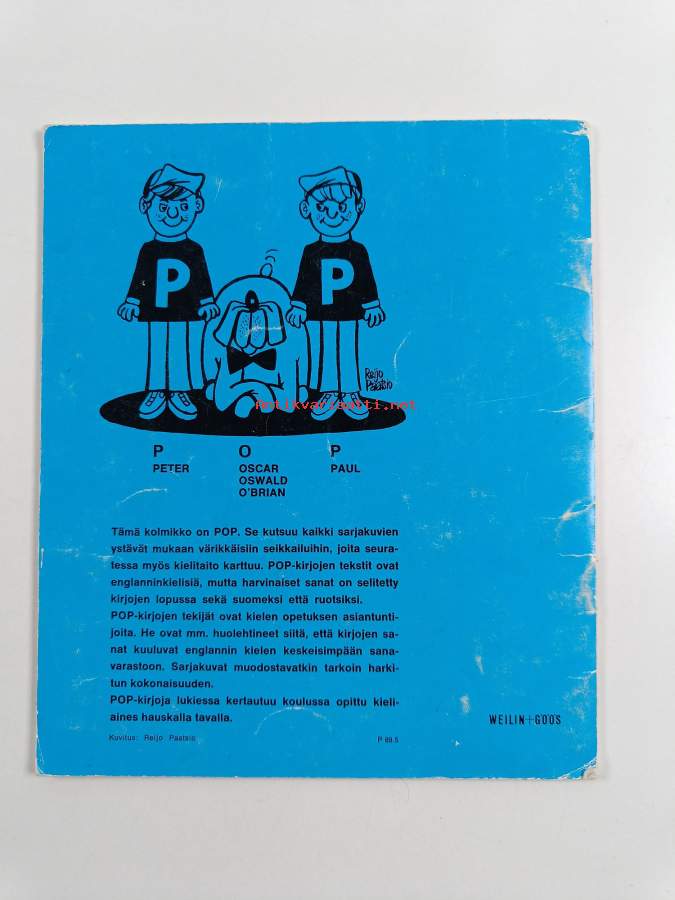 P
P
Reijo
Paatsio
Antikvariaatti.net
P O P
PETER OSCAR PAUL
OSWALD
O'BRIAN
Tämä kolmikko on POP. Se kutsuu kaikki sarjakuvien
ystävät mukaan värikkäisiin seikkailuihin, joita seura-
tessa myös kielitaito karttuu. POP-kirjojen tekstit ovat
englanninkielisiä, mutta harvinaiset sanat on selitetty
kirjojen lopussa sekä suomeksi että ruotsiksi.
POP-kirjojen tekijät ovat kielen opetuksen asiantunti-
joita. He ovat mm. huolehtineet siitä, että kirjojen sa-
nat kuuluvat englannin kielen keskeisimpään sana-
varastoon. Sarjakuvat muodostavatkin tarkoin harki-
tun kokonaisuuden.
POP-kirjoja lukiessa kertautuu koulussa opittu kieli-
aines hauskalla tavalla.
WEILIN+GÖÖS
Kuvitus: Reijo Paatsio P 89.5